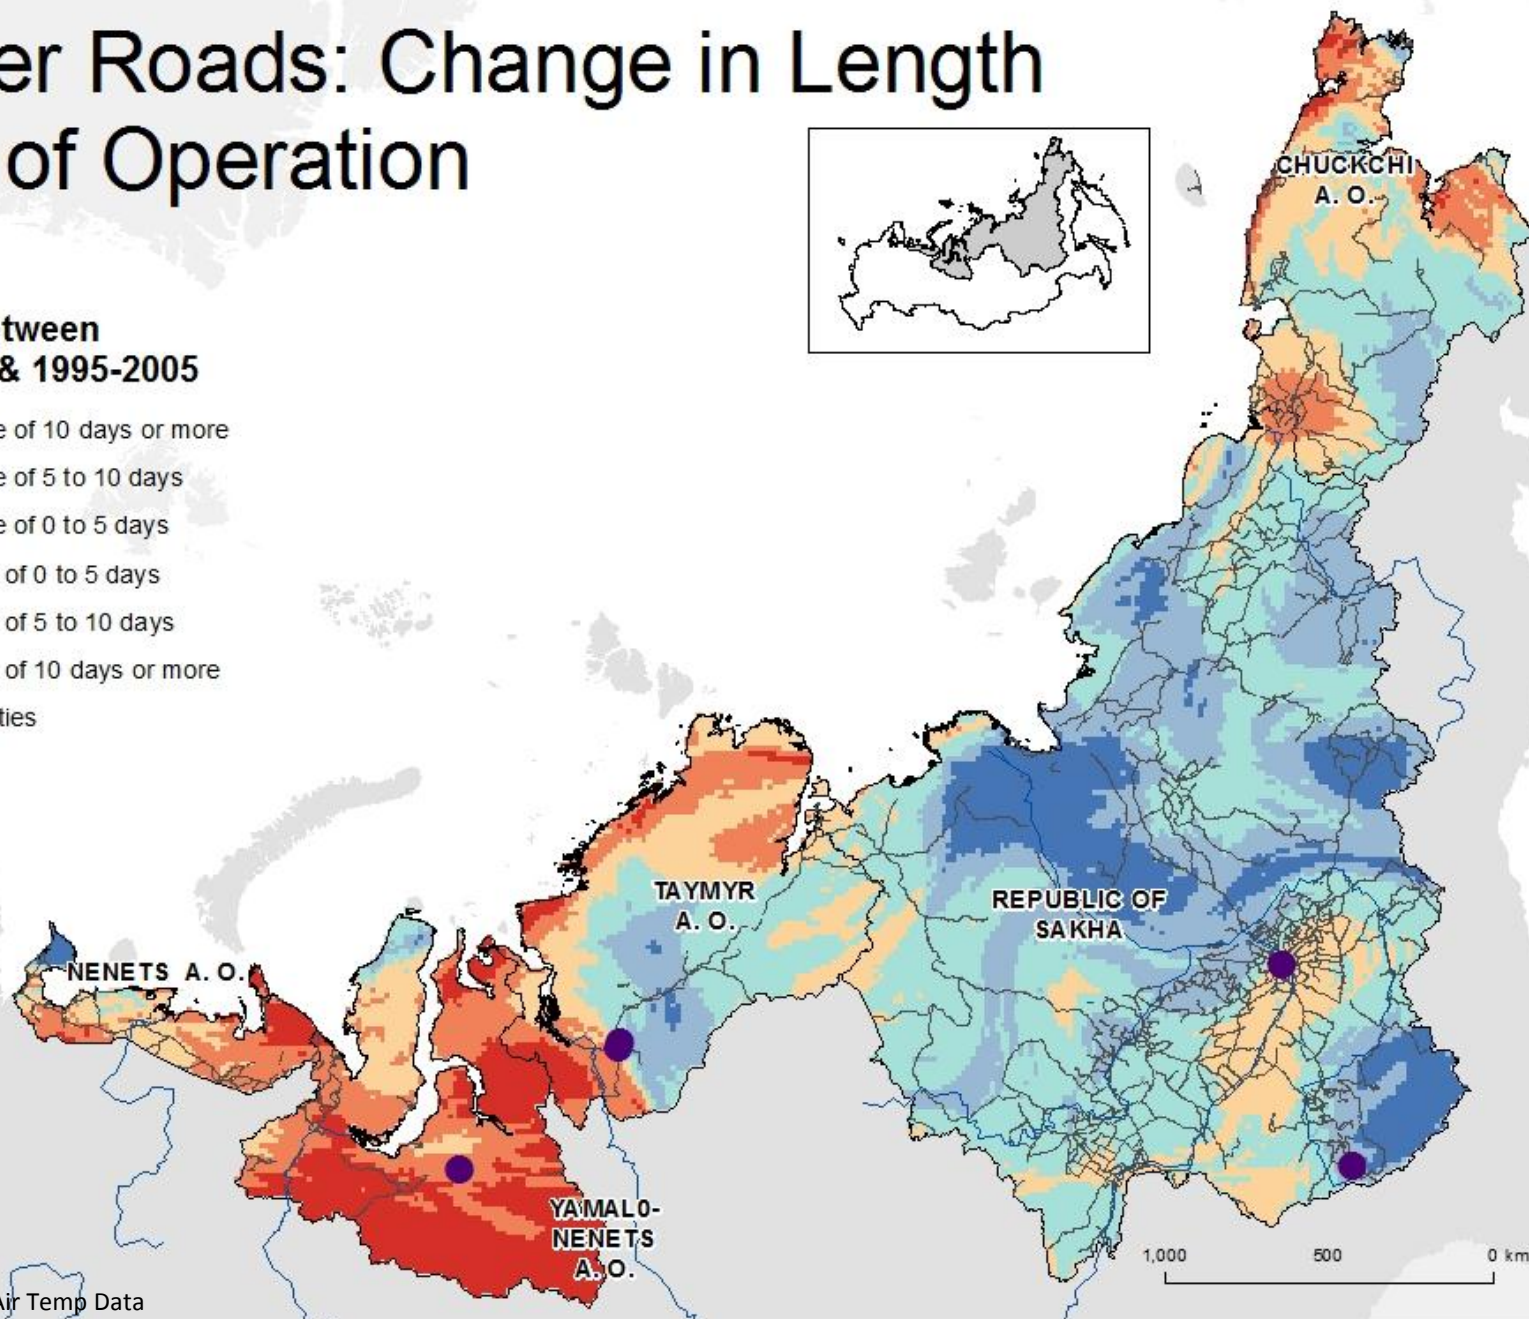 er Roads: Change in Length
of Operation
tween
& 1995-2005
e of 10 days or more
e of 5 to 10 days
e of 0 to 5 days
of 0 to 5 days
of 5 to 10 days
of 10 days or more
ties
CHUCKCHI
A. O.
TAYMYR
A. O.
REPUBLIC OF
SAKHA
NENETS A. O.
YAMAL0-
NENETS
A. O.
1,000 500 0 km
Air Temp Data